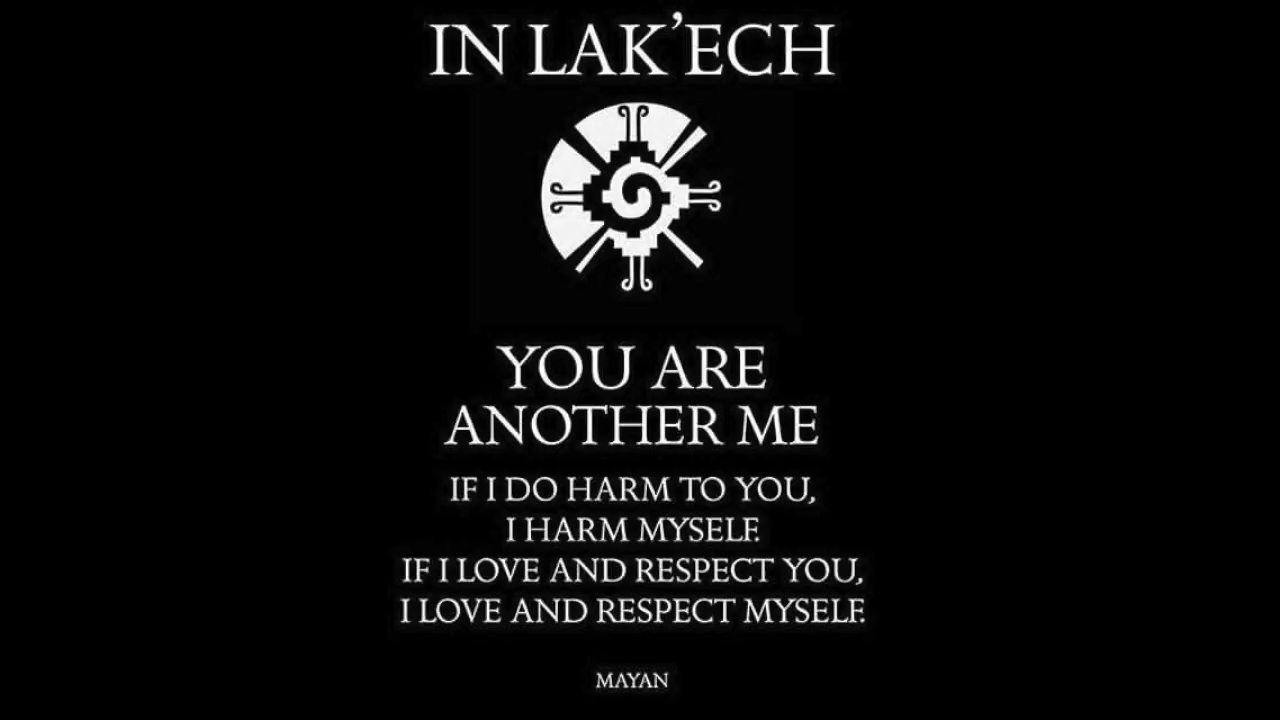 IN LAK'ECH
YOU ARE
ANOTHER ME
IF I DO HARM TO YOU,
I HARM MYSELF.
IF I LOVE AND RESPECT YOU,
I LOVE AND RESPECT MYSELF.
MAYAN